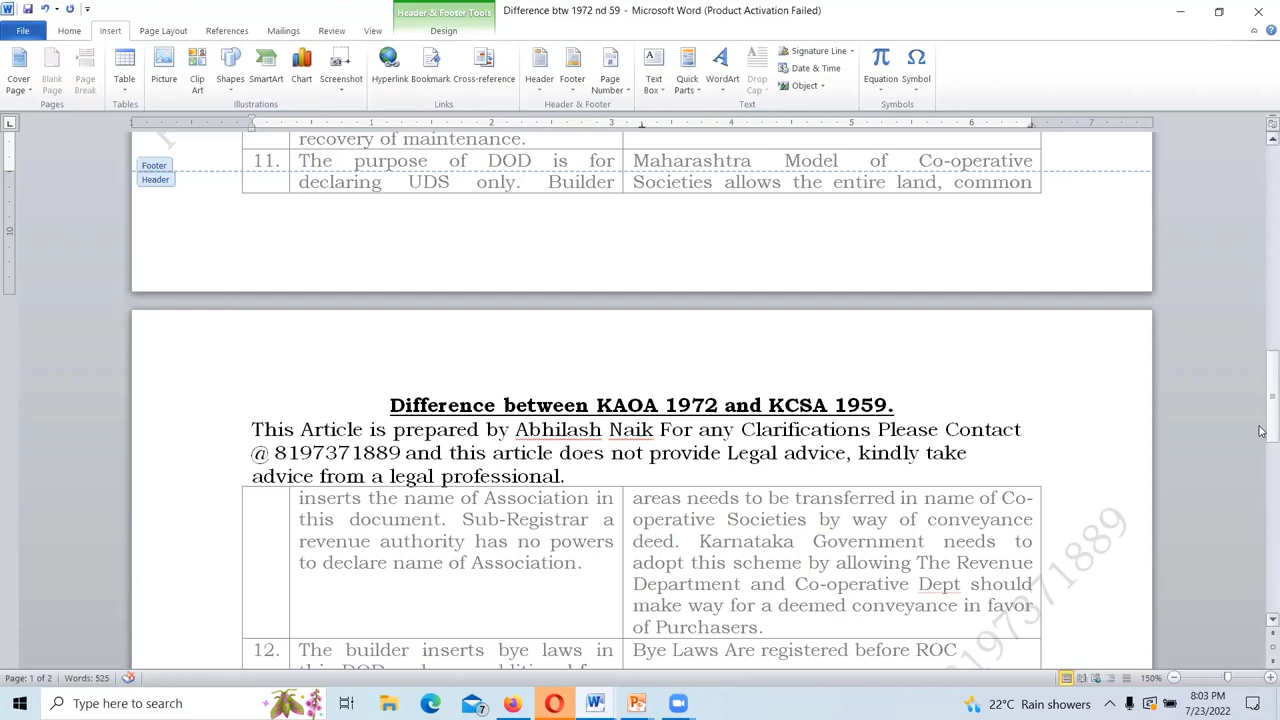 Header & Footer Tools
Difference btw 1972 nd 59 - Microsoft Word (Product Activation Failed)
File Home Insert Page Layout References Mailings Review View Design
Cover Page
Blank Page
Page Break
Table
Picture
Clip Art
Shapes
SmartArt
Chart
Screenshot
Hyperlink
Bookmark
Cross-reference
Header
Footer
Page Number
Text Box
Quick Parts
WordArt
Drop Cap
Signature Line
Date & Time
Object
Equation
Symbol
Pages Tables Illustrations Links Header & Footer Text Symbols
L 1 2 3 4 5 6 7
10
recovery of maintenance.
Footer
Header
11. The purpose of DOD is for
declaring UDS only. Builder
Maharashtra Model of Co-operative
Societies allows the entire land, common
Difference between KAOA 1972 and KCSA 1959.
This Article is prepared by Abhilash Naik For any Clarifications Please Contact
@ 8197371889 and this article does not provide Legal advice, kindly take
advice from a legal professional.
inserts the name of Association in
this document. Sub-Registrar a
revenue authority has no powers
to declare name of Association.
areas needs to be transferred in name of Co-
operative Societies by way of conveyance
deed. Karnataka Government needs to
adopt this scheme by allowing The Revenue
Department and Co-operative Dept should
make way for a deemed conveyance in favor
of Purchasers.
12. The builder inserts bye laws in
Bye Laws Are registered before ROC
8197371889
Page: 1 of 2 Words: 525 150%
Type here to search
7
22°C Rain showers
8:03 PM
7/23/2022